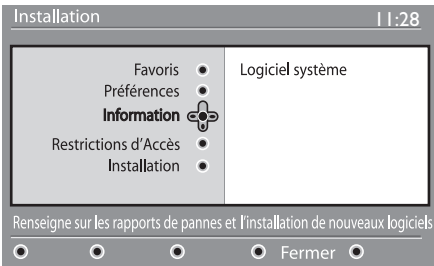 Installation 11:28
Favoris
Préférences
Information
Restrictions d'Accès
Installation
Logiciel système
Renseigne sur les rapports de pannes et l'installation de nouveaux logiciels
Fermer